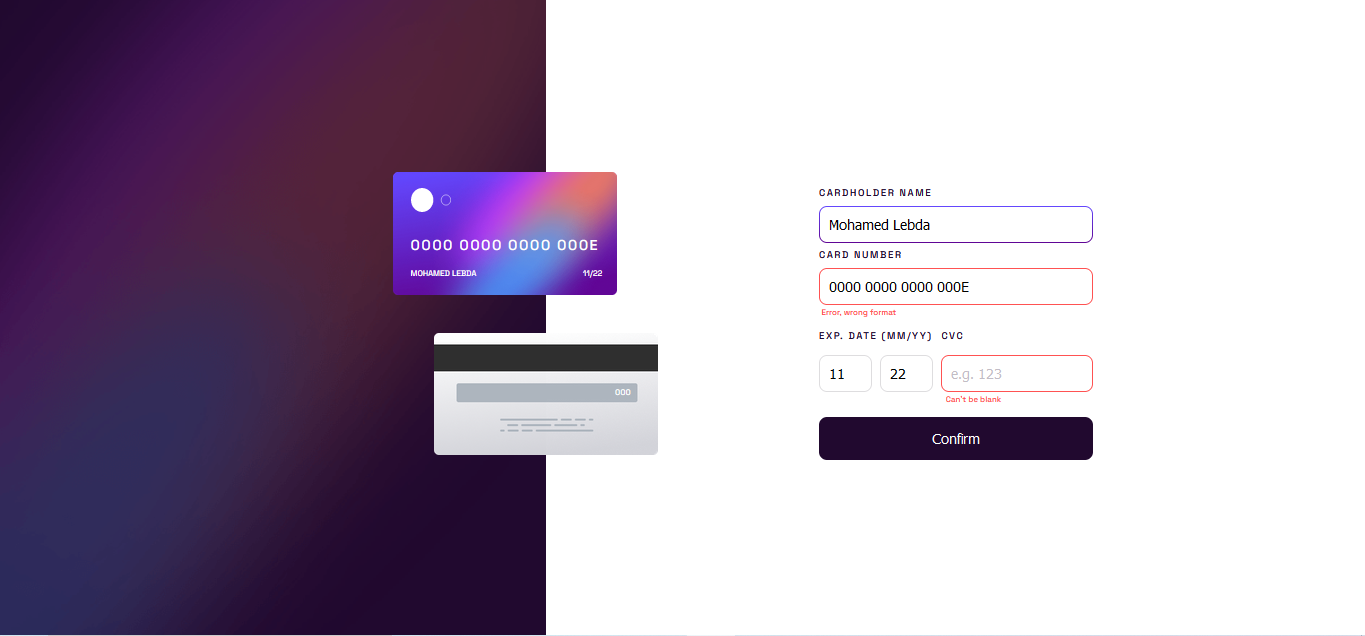 0000 0000 0000 000E
MOHAMED LEBDA 11/22
000
CARDHOLDER NAME
Mohamed Lebda
CARD NUMBER
0000 0000 0000 000E
Error, wrong format
EXP. DATE (MM/YY) CVC
11 22 e.g. 123
Can't be blank
Confirm